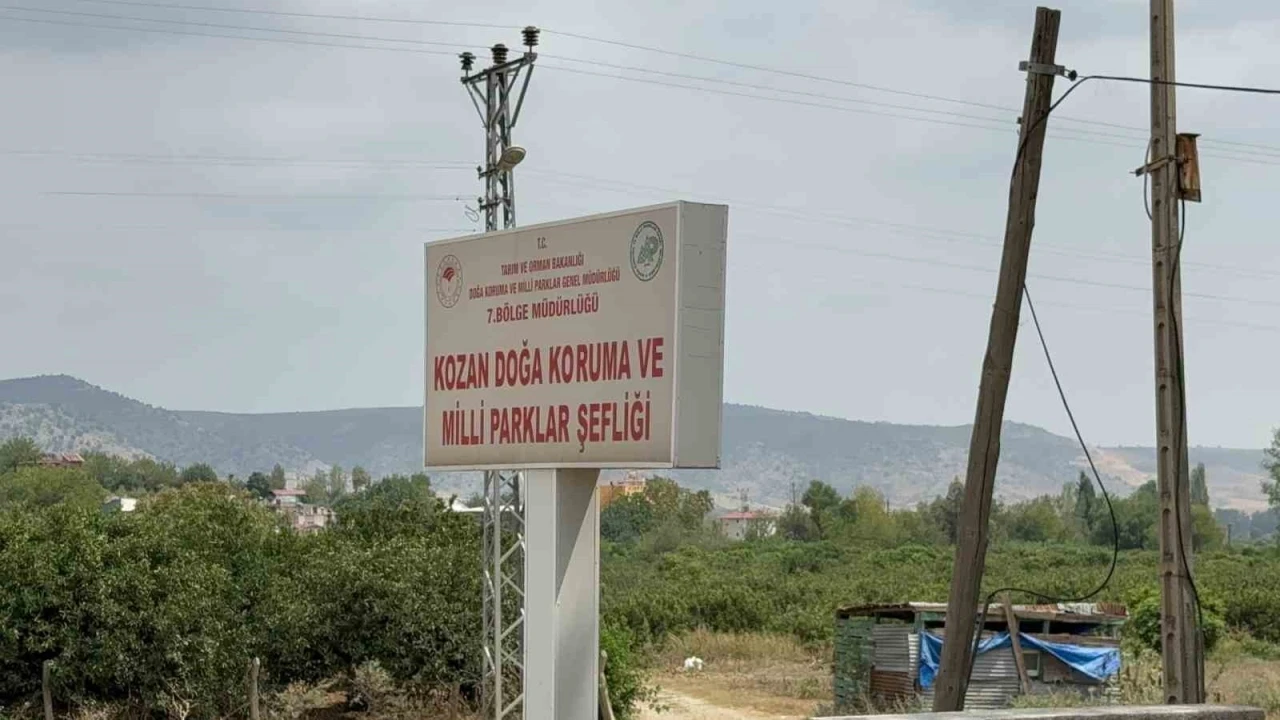 T.C.
TARIM VE ORMAN BAKANLIĞI
DOĞA KORUMA VE MİLLİ PARKLAR GENEL MÜDÜRLÜĞÜ
7.BÖLGE MÜDÜRLÜĞÜ
KOZAN DOĞA KORUMA VE
MİLLİ PARKLAR ŞEFLİĞİ